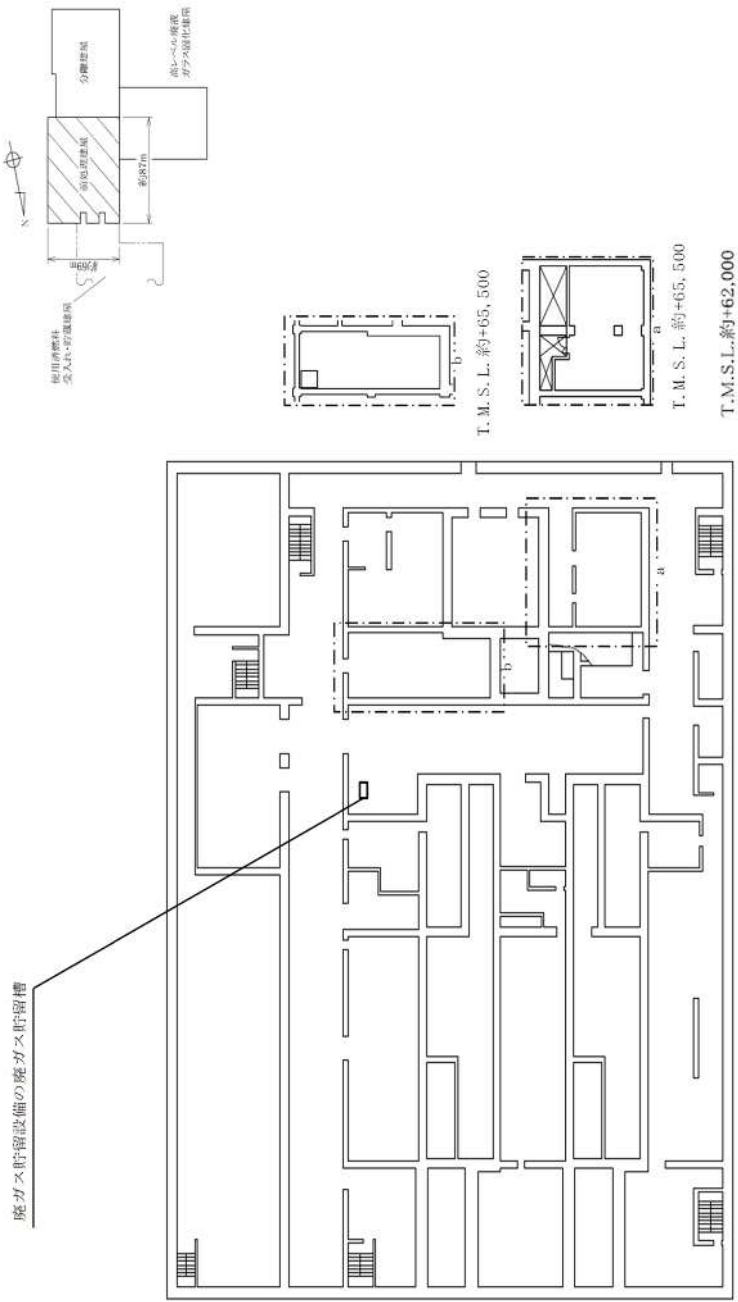 廃ガス貯留設備の廃ガス貯留槽
使用済燃料
受入れ・貯蔵建屋
N
前処理建屋
分離建屋
高レベル廃液
ガラス固化建屋
約69m
約87m
b
T. M. S. L. 約+65, 500
a
T. M. S. L. 約+65, 500
b
a
T.M.S.L.約+62,000